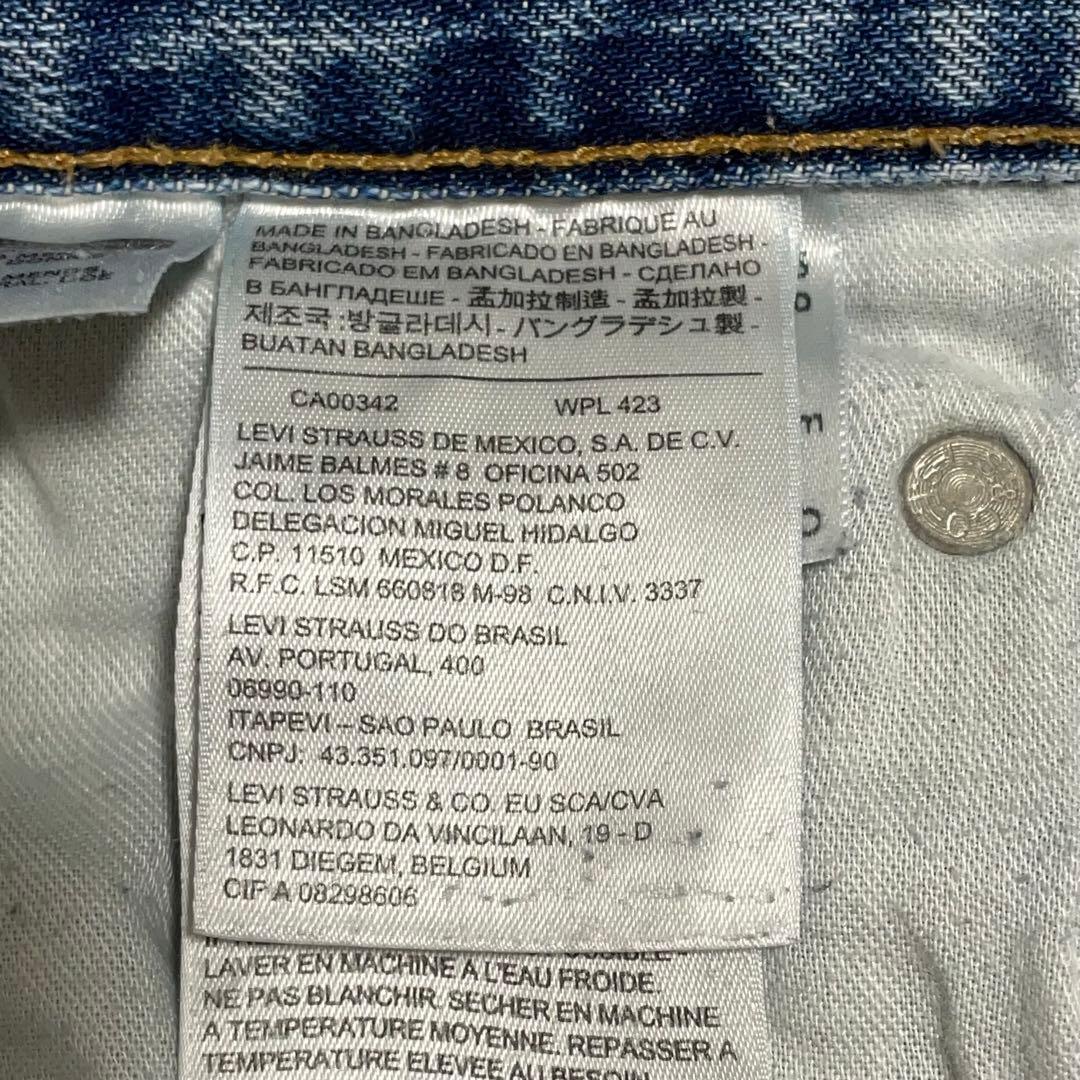 MADE IN BANGLADESH - FABRIQUE AU
BANGLADESH - FABRICADO EN BANGLADESH -
FABRICADO EM BANGLADESH - СДЕЛАНО
В БАНГЛАДЕШЕ - 孟加拉制造 - 孟加拉製 -
제조국 :방글라데시 - バングラデシュ製 -
BUATAN BANGLADESH
CA00342 WPL 423
LEVI STRAUSS DE MEXICO, S.A. DE C.V.
JAIME BALMES # 8 OFICINA 502
COL. LOS MORALES POLANCO
DELEGACION MIGUEL HIDALGO
C.P. 11510 MEXICO D.F.
R.F.C. LSM 660818 M-98 C.N.I.V. 3337
LEVI STRAUSS DO BRASIL
AV. PORTUGAL, 400
06990-110
ITAPEVI – SAO PAULO BRASIL
CNPJ. 43.351.097/0001-90
LEVI STRAUSS & CO. EU SCA/CVA
LEONARDO DA VINCILAAN, 19 - D
1831 DIEGEM, BELGIUM
CIF A 08298606
LAVER EN MACHINE A L'EAU FROIDE.
NE PAS BLANCHIR. SECHER EN MACHINE
A TEMPERATURE MOYENNE. REPASSER A
TEMPERATURE ELEVEE AU BESOIN